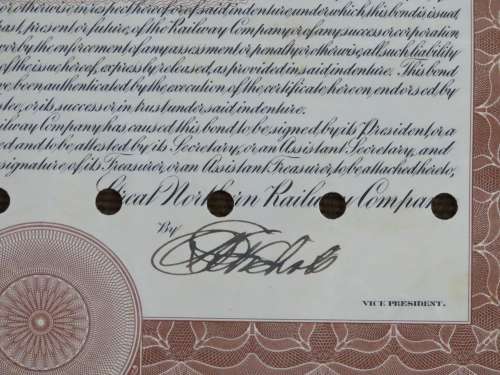 or otherwise in respect hereof or of said indenture, under which this bond is issued
past, present or future, of the Railway Company or of any successor corporation
or by the enforcement of any assessment or penalty or otherwise, all such liability
of the issue hereof, expressly released, as provided in said indenture. This bond
been authenticated by the execution of the certificate hereon, endorsed by
or its successor in trust under said indenture.
Railway Company has caused this bond to be signed by its President or a
and to be attested by its Secretary, or an Assistant Secretary, and
signature of its Treasurer, or an Assistant Treasurer, to be attached hereto,
Great Northern Railway Company
By
VICE PRESIDENT.